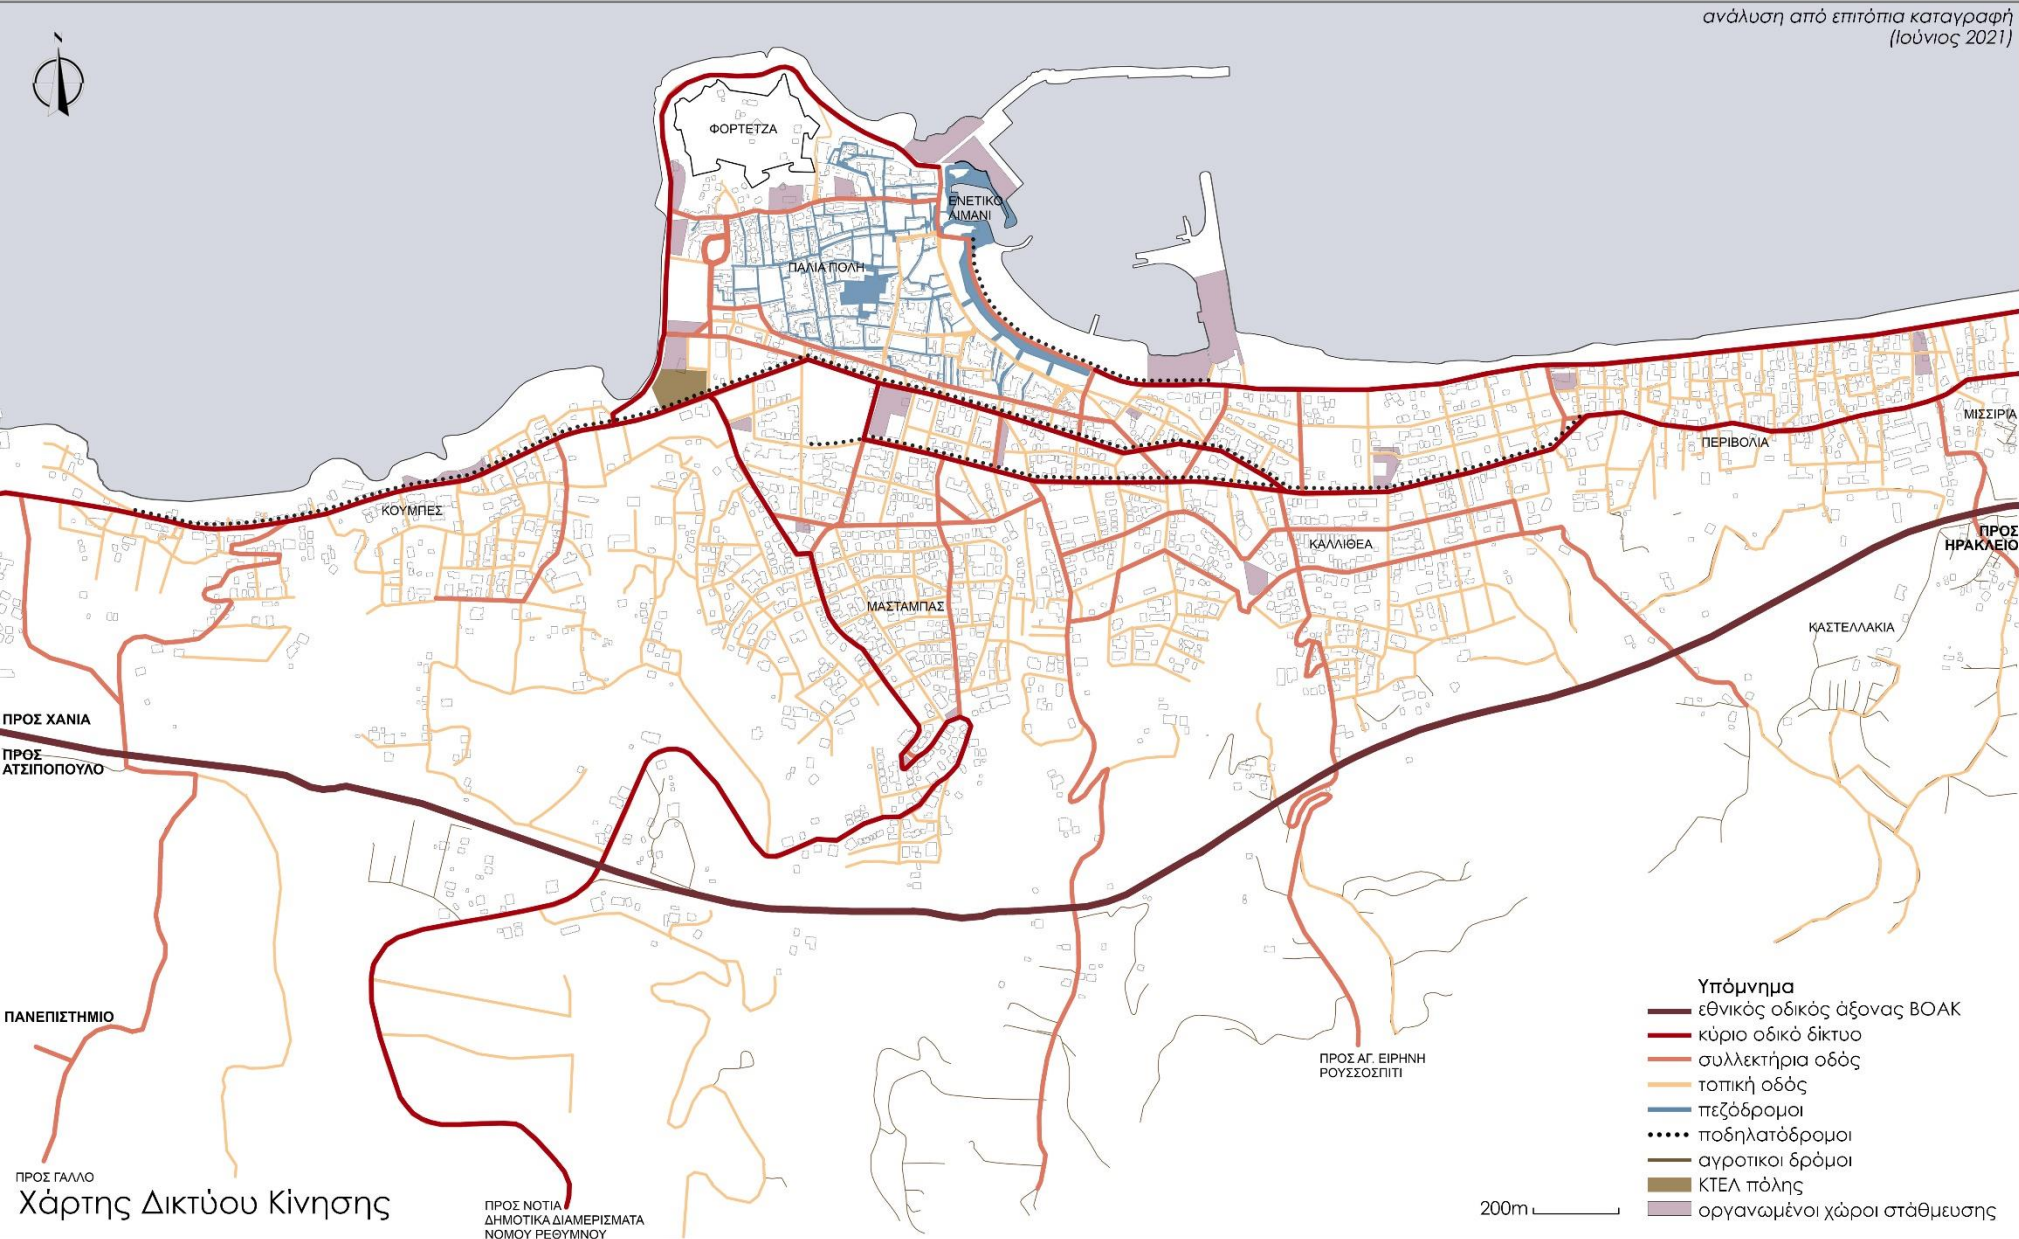 ανάλυση από επιτόπια καταγραφή
(Ιούνιος 2021)
N
ΦΟΡΤΕΤΖΑ
ΕΝΕΤΙΚΟ
ΛΙΜΑΝΙ
ΠΑΛΙΑ ΠΟΛΗ
ΜΙΣΣΙΡΙΑ
ΠΕΡΙΒΟΛΙΑ
ΚΟΥΜΠΕΣ
ΠΡΟΣ
ΗΡΑΚΛΕΙΟ
ΚΑΛΛΙΘΕΑ
ΜΑΣΤΑΜΠΑΣ
ΚΑΣΤΕΛΛΑΚΙΑ
ΠΡΟΣ ΧΑΝΙΑ
ΠΡΟΣ
ΑΤΣΙΠΟΠΟΥΛΟ
ΠΑΝΕΠΙΣΤΗΜΙΟ
ΠΡΟΣ ΑΓ. ΕΙΡΗΝΗ
ΡΟΥΣΣΟΣΠΙΤΙ
ΠΡΟΣ ΓΑΛΛΟ
Χάρτης Δικτύου Κίνησης
ΠΡΟΣ ΝΟΤΙΑ
ΔΗΜΟΤΙΚΑ ΔΙΑΜΕΡΙΣΜΑΤΑ
ΝΟΜΟΥ ΡΕΘΥΜΝΟΥ
200m
Υπόμνημα
εθνικός οδικός άξονας ΒΟΑΚ
κύριο οδικό δίκτυο
συλλεκτήρια οδός
τοπική οδός
πεζόδρομοι
ποδηλατόδρομοι
αγροτικοι δρόμοι
ΚΤΕΛ πόλης
οργανωμένοι χώροι στάθμευσης